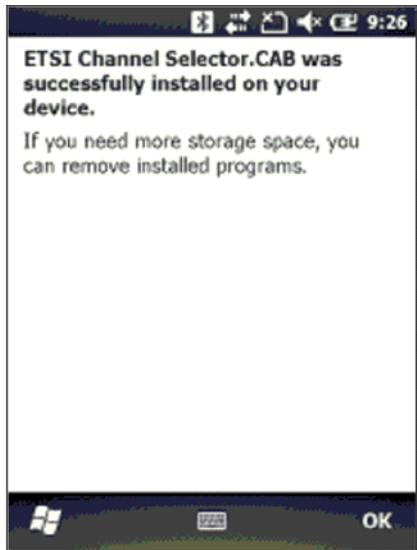 9:26
ETSI Channel Selector.CAB was
successfully installed on your
device.
If you need more storage space, you
can remove installed programs.
OK